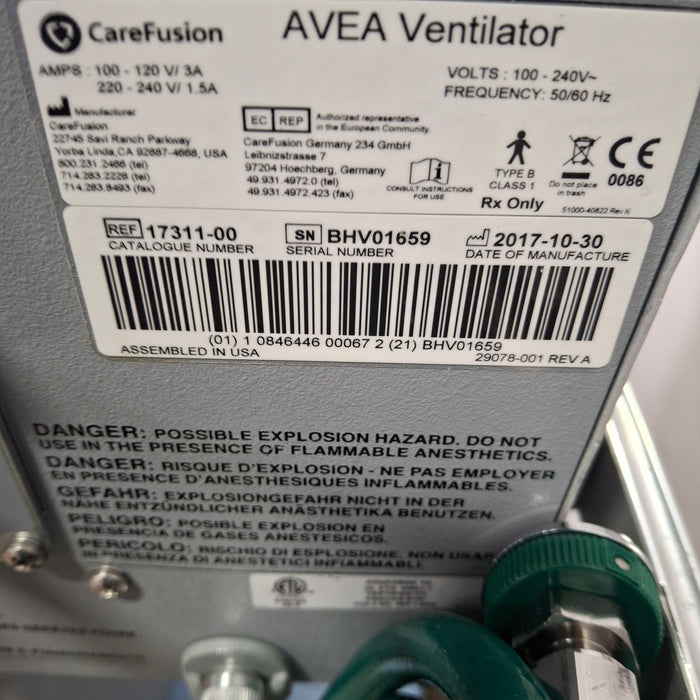 CareFusion
AVEA Ventilator
AMPS : 100 - 120 V/ 3A
220 - 240 V/ 1.5A
VOLTS : 100 - 240V~
FREQUENCY: 50/60 Hz
Manufacturer
CareFusion
22745 Savi Ranch Parkway
Yorba Linda, CA 92887-4668, USA
800.231.2466 (tel)
714.283.2228 (tel)
714.283.8493 (fax)
EC REP
Authorized representative
in the European Community.
CareFusion Germany 234 GmbH
Leibnizstrasse 7
97204 Hoechberg, Germany
49.931.4972.0 (tel)
49.931.4972.423 (fax)
CONSULT INSTRUCTIONS
FOR USE
TYPE B
CLASS 1
Rx Only
Do not place
in trash
CE
0086
51000-40822 Rev K
REF 17311-00
CATALOGUE NUMBER
SN BHV01659
SERIAL NUMBER
2017-10-30
DATE OF MANUFACTURE
(01) 1 0846446 00067 2 (21) BHV01659
ASSEMBLED IN USA
29078-001 REV A
DANGER: POSSIBLE EXPLOSION HAZARD. DO NOT
USE IN THE PRESENCE OF FLAMMABLE ANESTHETICS.
DANGER: RISQUE D'EXPLOSION - NE PAS EMPLOYER
EN PRESENCE D'ANESTHESIQUES INFLAMMABLES.
GEFAHR: EXPLOSIONGEFAHR NICHT IN DER
NÄHE ENTZÜNDLICHER ANÄSTHETIKA BENUTZEN.
PELIGRO: POSIBLE EXPLOSION EN
PRESENCIA DE GASES ANESTESICOS.
PERICOLO: RISCHIO DI ESPLOSIONE. NON USAR
IN PRESENZA DI ANESTETICI INFIAMMABILI.